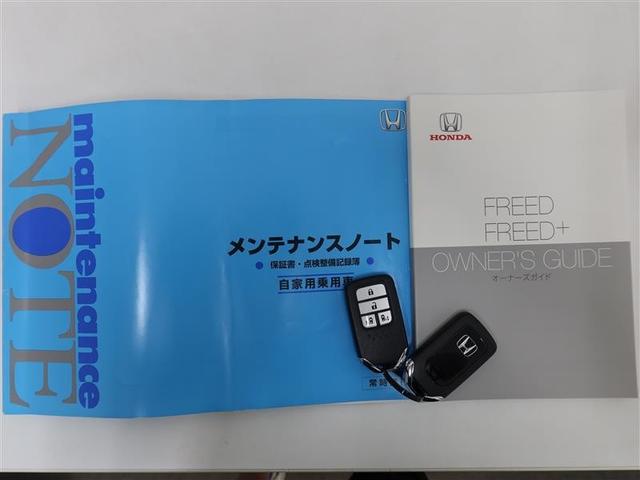 maintenance
NOTE
メンテナンスノート
保証書・点検整備記録簿
自家用乗用車
HONDA
FREED
FREED+
OWNER'S GUIDE
オーナーズガイド